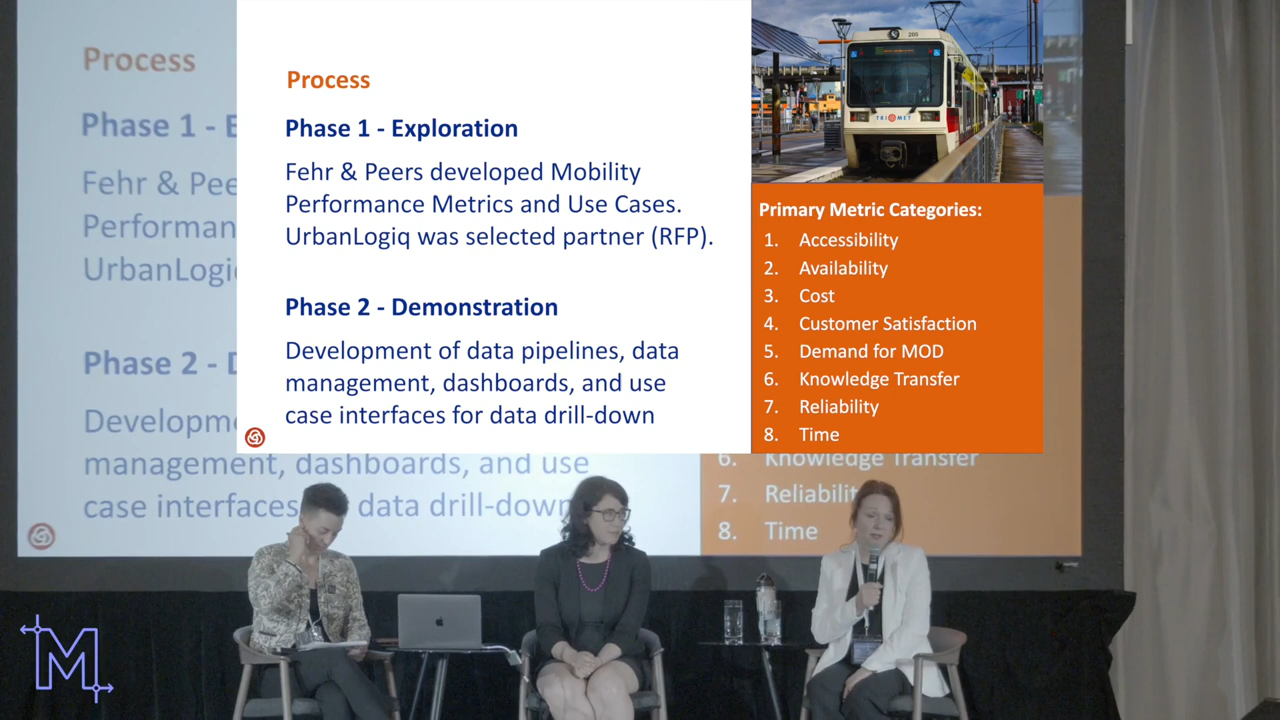 Process
Phase 1 - Exploration
Fehr & Peers developed Mobility
Performance Metrics and Use Cases.
UrbanLogiq was selected partner (RFP).
Phase 2 - Demonstration
Development of data pipelines, data
management, dashboards, and use
case interfaces for data drill-down
205
TRIMET
Primary Metric Categories:
1. Accessibility
2. Availability
3. Cost
4. Customer Satisfaction
5. Demand for MOD
6. Knowledge Transfer
7. Reliability
8. Time
Process
Phase 1 - E
Fehr & Pee
Performan
UrbanLogi
Phase 2 - D
Developm
management, dashboards, and use
case interfaces data drill-down
6. Knowledge Transfer
7. Reliabilit
8. Time
M